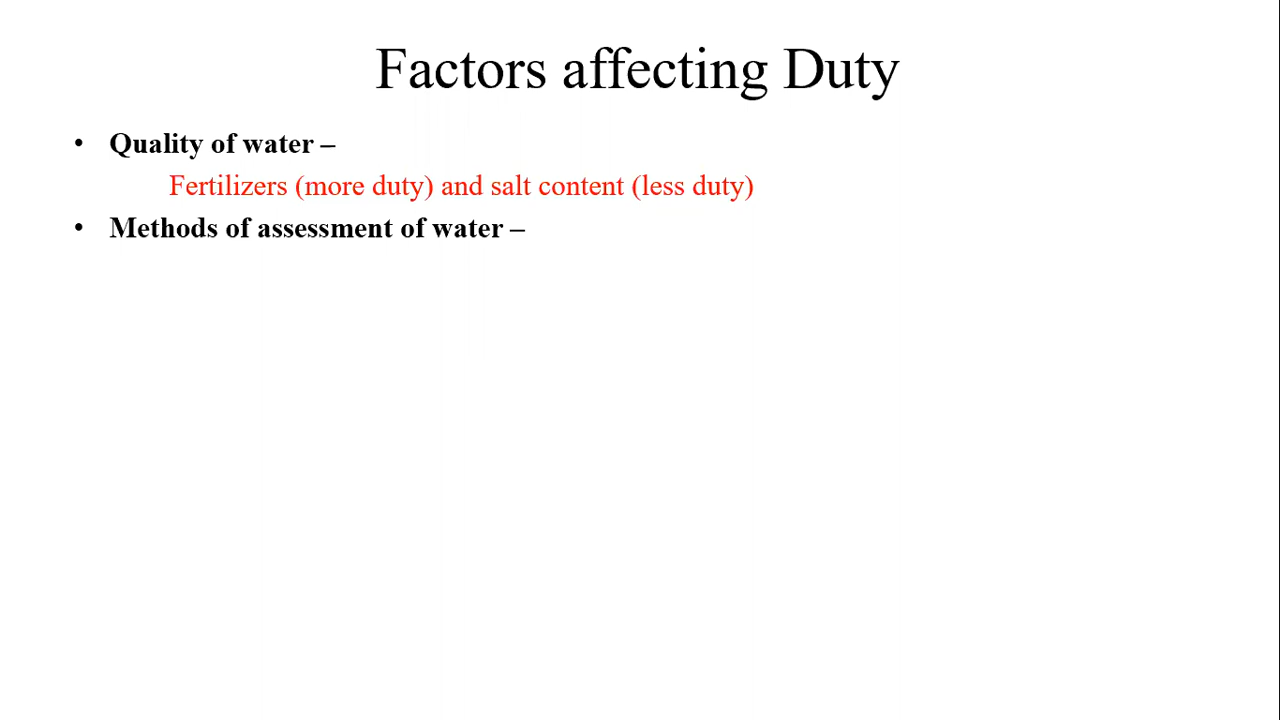 Factors affecting Duty
• Quality of water –
Fertilizers (more duty) and salt content (less duty)
• Methods of assessment of water –